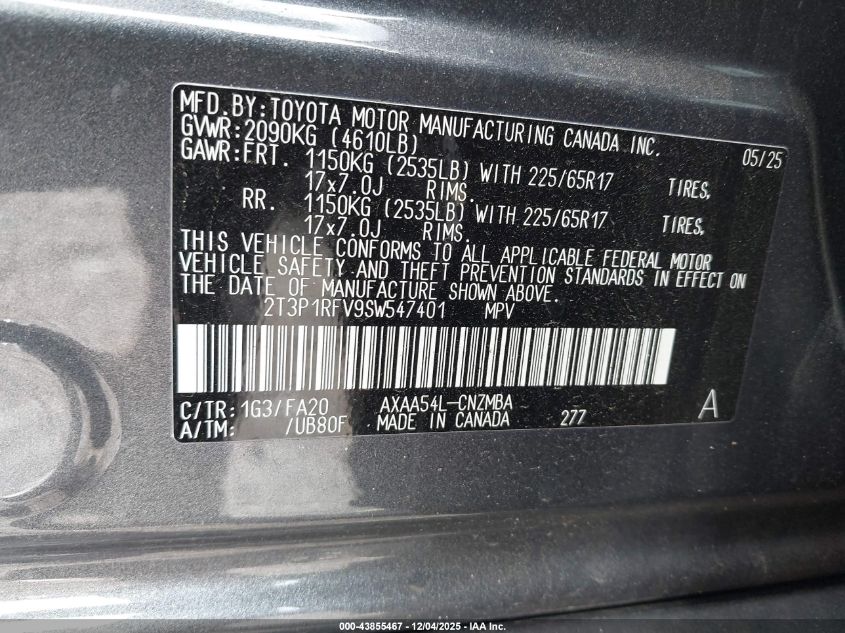 MFD. BY: TOYOTA MOTOR MANUFACTURING CANADA INC. 05/25
GVWR: 2090KG (4610LB)
GAWR: FRT. 1150KG (2535LB) WITH 225/65R17 TIRES,
17x7.0J RIMS.
RR. 1150KG (2535LB) WITH 225/65R17 TIRES,
17x7.0J RIMS.
THIS VEHICLE CONFORMS TO ALL APPLICABLE FEDERAL MOTOR
VEHICLE SAFETY AND THEFT PREVENTION STANDARDS IN EFFECT ON
THE DATE OF MANUFACTURE SHOWN ABOVE.
2T3P1RFV9SW547401 MPV
C/TR: 1G3/FA20 AXAA54L-CNZMBA A
A/TM: /UB80F MADE IN CANADA 277
000-43855467 - 12/04/2025 - IAA Inc.